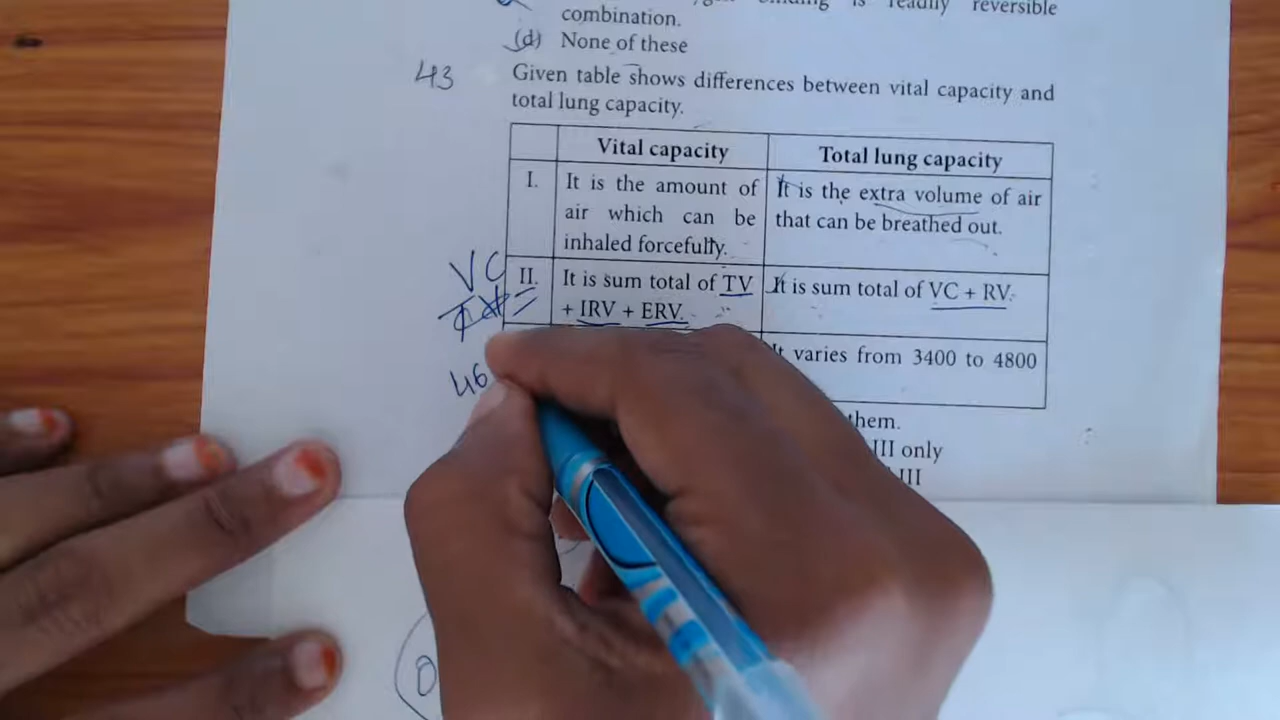 is readily reversible
combination.
(d) None of these
43 Given table shows differences between vital capacity and
total lung capacity.
Vital capacity Total lung capacity
I. It is the amount of air which can be inhaled forcefully. It is the extra volume of air that can be breathed out.
VC
II. It is sum total of TV + IRV + ERV. It is sum total of VC + RV.
It varies from 3400 to 4800
46
them.
III only
III